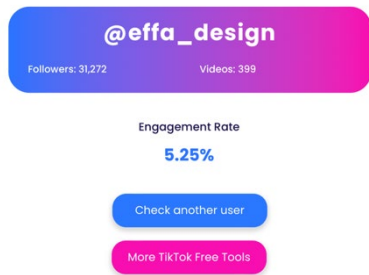 @effa_design
Followers: 31,272 Videos: 399
Engagement Rate
5.25%
Check another user
More TikTok Free Tools